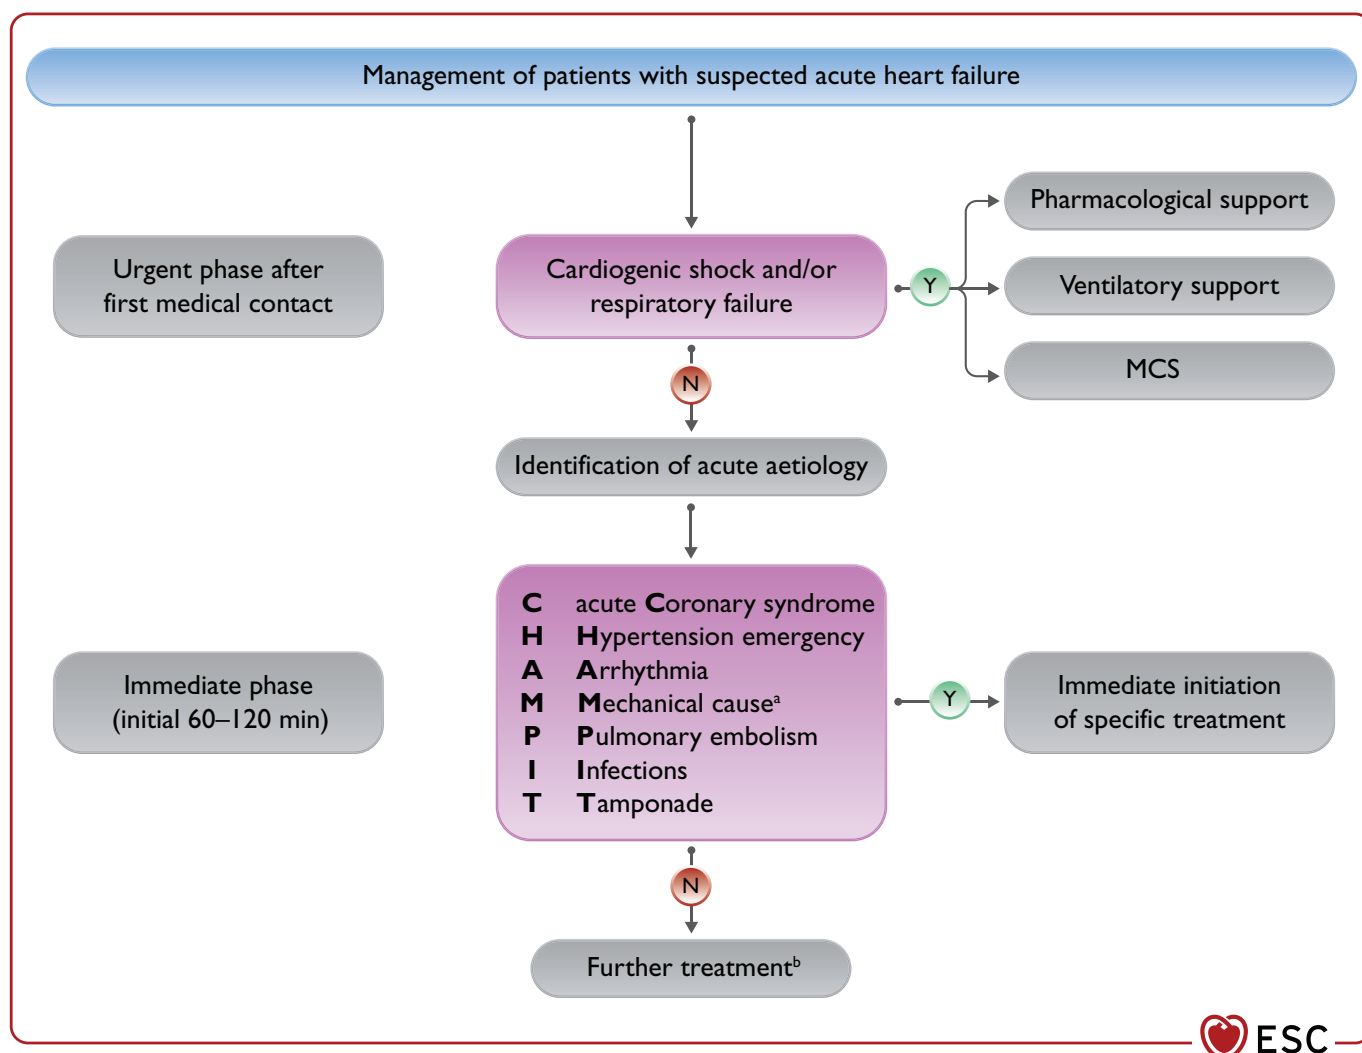 Management of patients with suspected acute heart failure
Urgent phase after
first medical contact
Cardiogenic shock and/or
respiratory failure
Y
Pharmacological support
Ventilatory support
MCS
N
Identification of acute aetiology
Immediate phase
(initial 60–120 min)
C acute Coronary syndrome
H Hypertension emergency
A Arrhythmia
M Mechanical causeᵃ
P Pulmonary embolism
I Infections
T Tamponade
Y
Immediate initiation
of specific treatment
N
Further treatmentᵇ
ESC